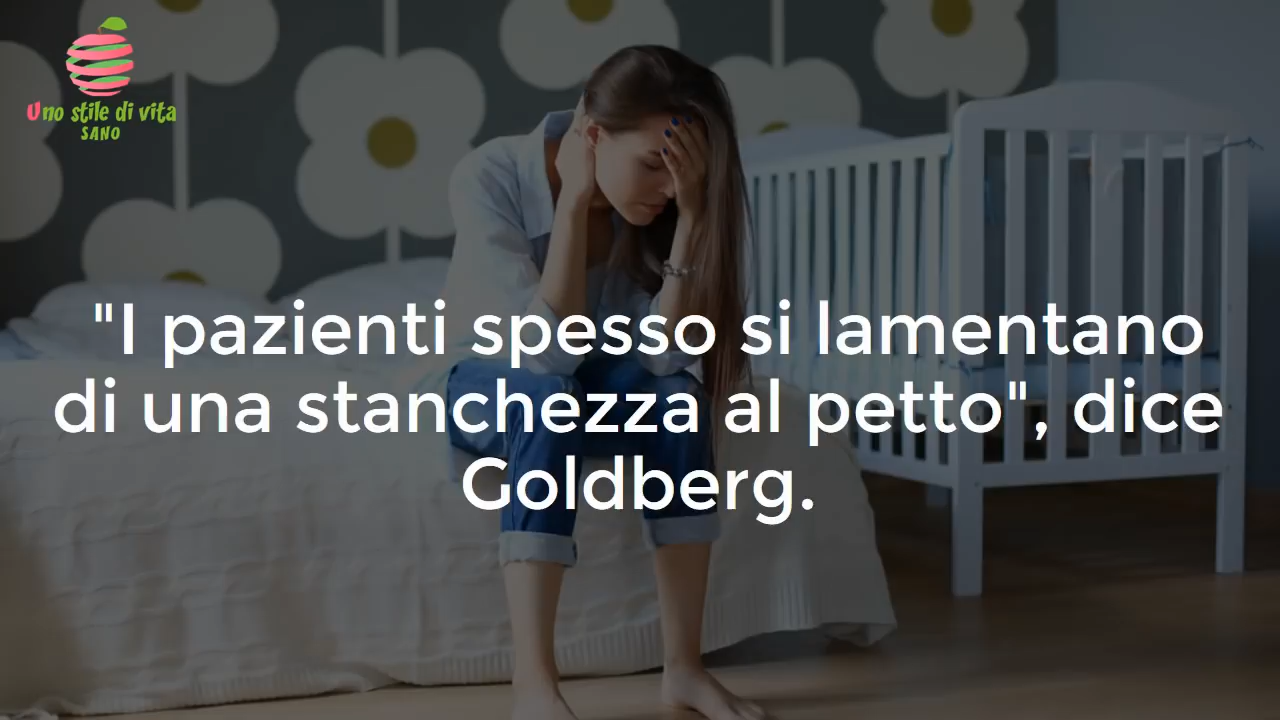 Uno stile di vita
SANO
"I pazienti spesso si lamentano
di una stanchezza al petto", dice
Goldberg.